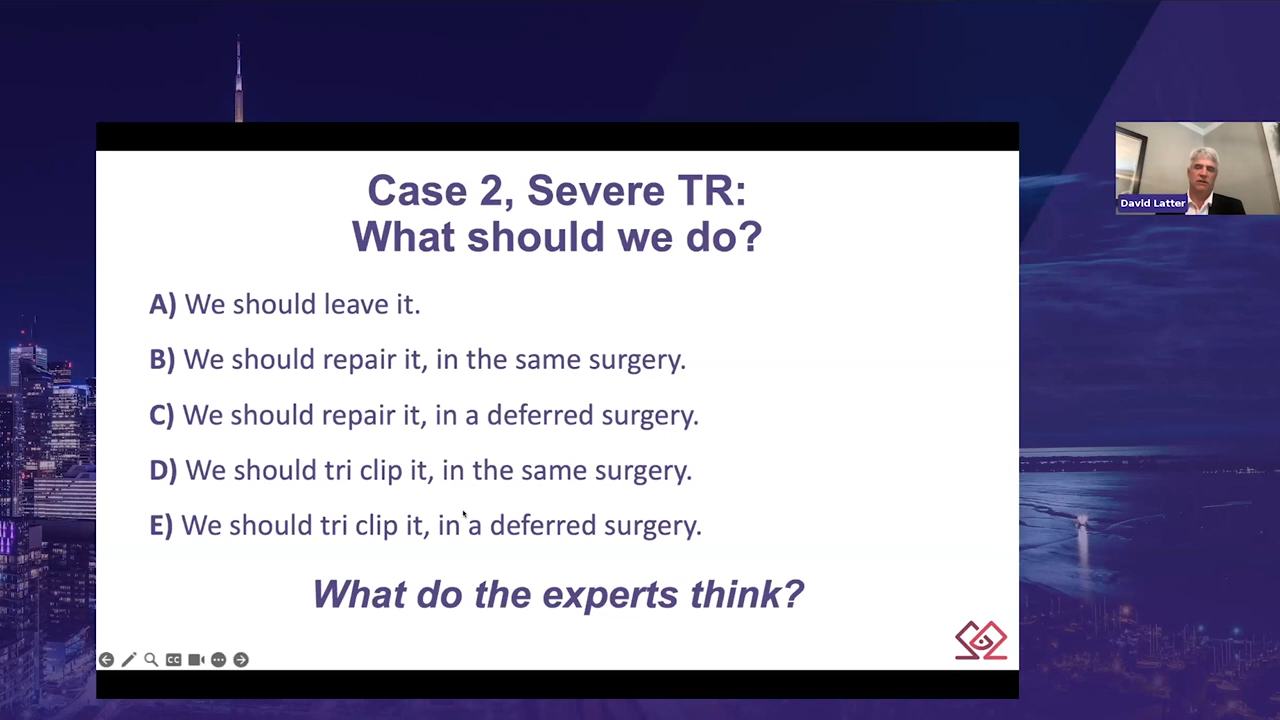 Case 2, Severe TR:
What should we do?
A) We should leave it.
B) We should repair it, in the same surgery.
C) We should repair it, in a deferred surgery.
D) We should tri clip it, in the same surgery.
E) We should tri clip it, in a deferred surgery.
What do the experts think?
David Latter
CC